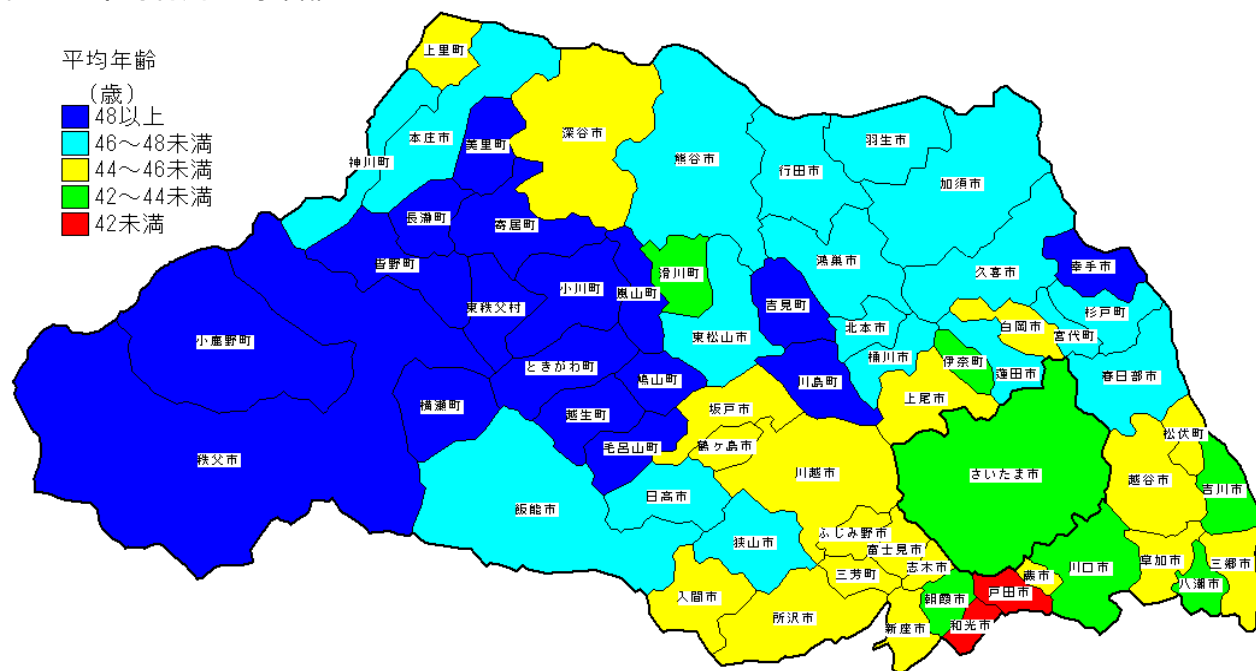 平均年齢
(歳)
48以上
46～48未満
44～46未満
42～44未満
42未満
上里町
本庄市
神川町
美里町
深谷市
熊谷市
行田市
羽生市
加須市
長瀞町
寄居町
皆野町
小川町
東秩父村
嵐山町
滑川町
吉見町
鴻巣市
久喜市
幸手市
小鹿野町
東松山市
北本市
桶川市
白岡市
杉戸町
宮代町
伊奈町
蓮田市
春日部市
ときがわ町
鳩山町
川島町
横瀬町
越生町
毛呂山町
坂戸市
鶴ヶ島市
上尾市
松伏町
秩父市
川越市
さいたま市
越谷市
吉川市
飯能市
日高市
狭山市
ふじみ野市
富士見市
三芳町
志木市
入間市
所沢市
新座市
朝霞市
和光市
戸田市
蕨市
川口市
草加市
八潮市
三郷市